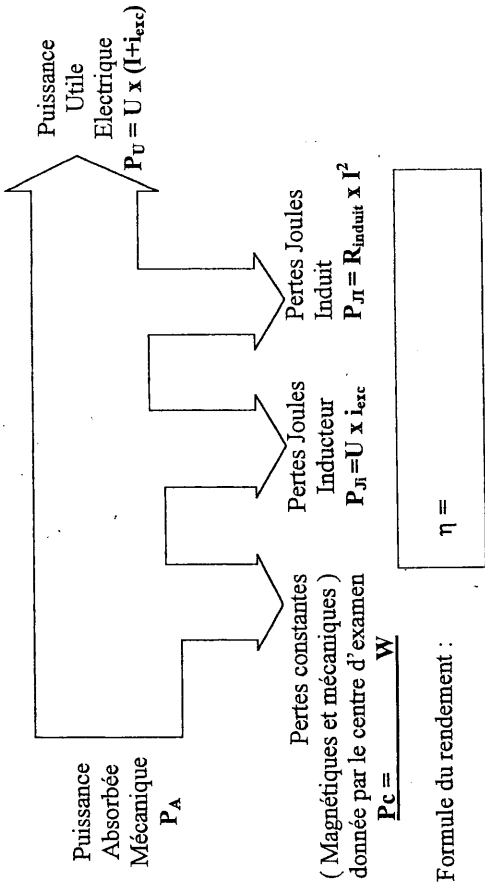 Puissance
Absorbée
Mécanique
P_A
Puissance
Utile
Electrique
P_U = U x (I+i_exc)
Pertes constantes
( Magnétiques et mécaniques )
donnée par le centre d'examen
Pc = W
Pertes Joules
Inducteur
P_Ji = U x i_exc
Pertes Joules
Induit
P_JI = R_induit x I²
Formule du rendement :
η =